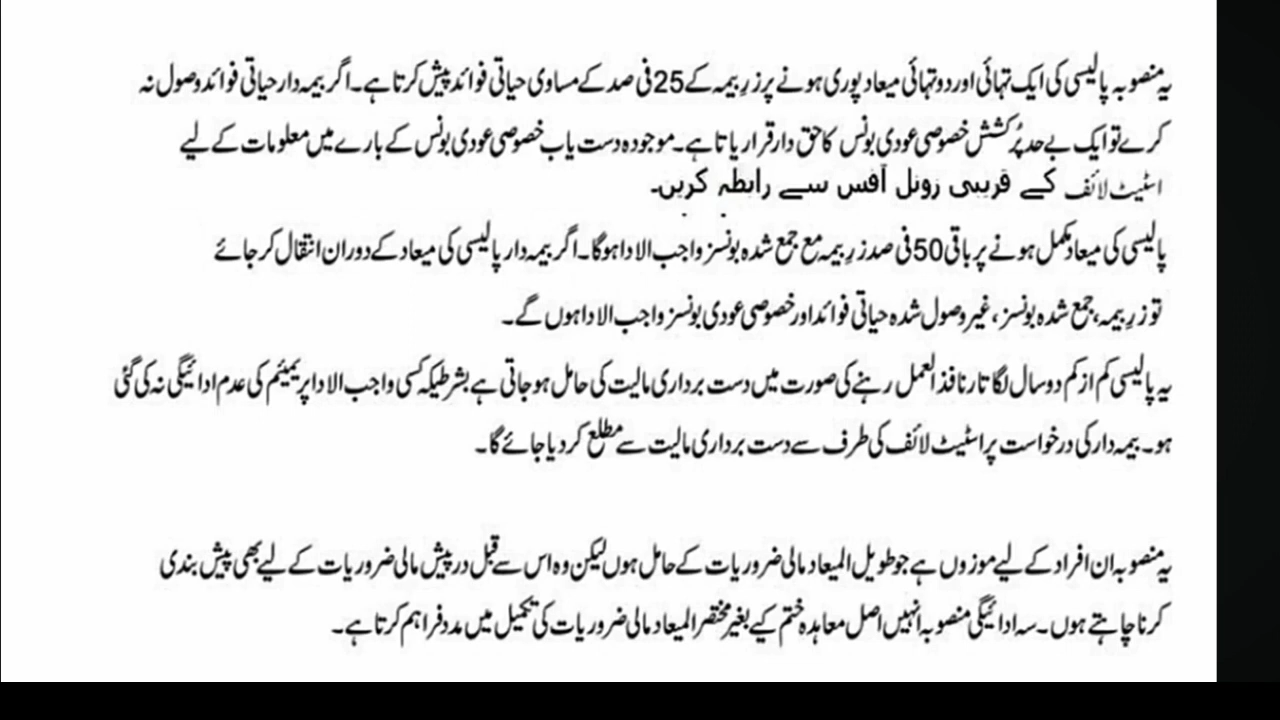 یہ منصوبہ پالیسی کی ایک تہائی اور دو تہائی میعاد پوری ہونے پر زرِ بیمہ کے 25 فی صد کے مساوی حیاتی فوائد پیش کرتا ہے۔ اگر بیمہ دار حیاتی فوائد وصول نہ
کرے تو ایک بے حد پُرکشش خصوصی عودی بونس کا حق دار قرار پاتا ہے۔ موجودہ دست یاب خصوصی عودی بونس کے بارے میں معلومات کے لیے
اسٹیٹ لائف کے قریبی زونل آفس سے رابطہ کریں۔
پالیسی کی میعاد مکمل ہونے پر باقی 50 فی صد زرِ بیمہ مع جمع شدہ بونسز واجب الادا ہوگا۔ اگر بیمہ دار پالیسی کی میعاد کے دوران انتقال کر جائے
تو زرِ بیمہ، جمع شدہ بونسز، غیر وصول شدہ حیاتی فوائد اور خصوصی عودی بونسز واجب الادا ہوں گے۔
یہ پالیسی کم از کم دو سال لگاتار نافذ العمل رہنے کی صورت میں دست برداری مالیت کی حامل ہو جاتی ہے بشرطیکہ کسی واجب الادا پریمیئم کی عدم ادائیگی نہ کی گئی
ہو۔ بیمہ دار کی درخواست پر اسٹیٹ لائف کی طرف سے دست برداری مالیت سے مطلع کر دیا جائے گا۔
یہ منصوبہ ان افراد کے لیے موزوں ہے جو طویل المیعاد مالی ضروریات کے حامل ہوں لیکن وہ اس سے قبل درپیش مالی ضروریات کے لیے بھی پیش بندی
کرنا چاہتے ہوں۔ سہ ادائیگی منصوبہ انہیں اصل معاہدہ ختم کیے بغیر مختصر المیعاد مالی ضروریات کی تکمیل میں مدد فراہم کرتا ہے۔